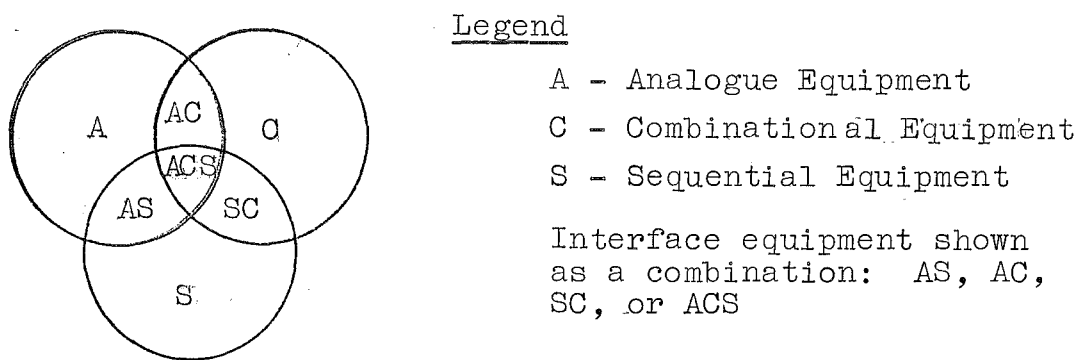 Legend
A - Analogue Equipment
C - Combinational Equipment
S - Sequential Equipment
Interface equipment shown
as a combination: AS, AC,
SC, or ACS
A
AC
C
ACS
AS
SC
S